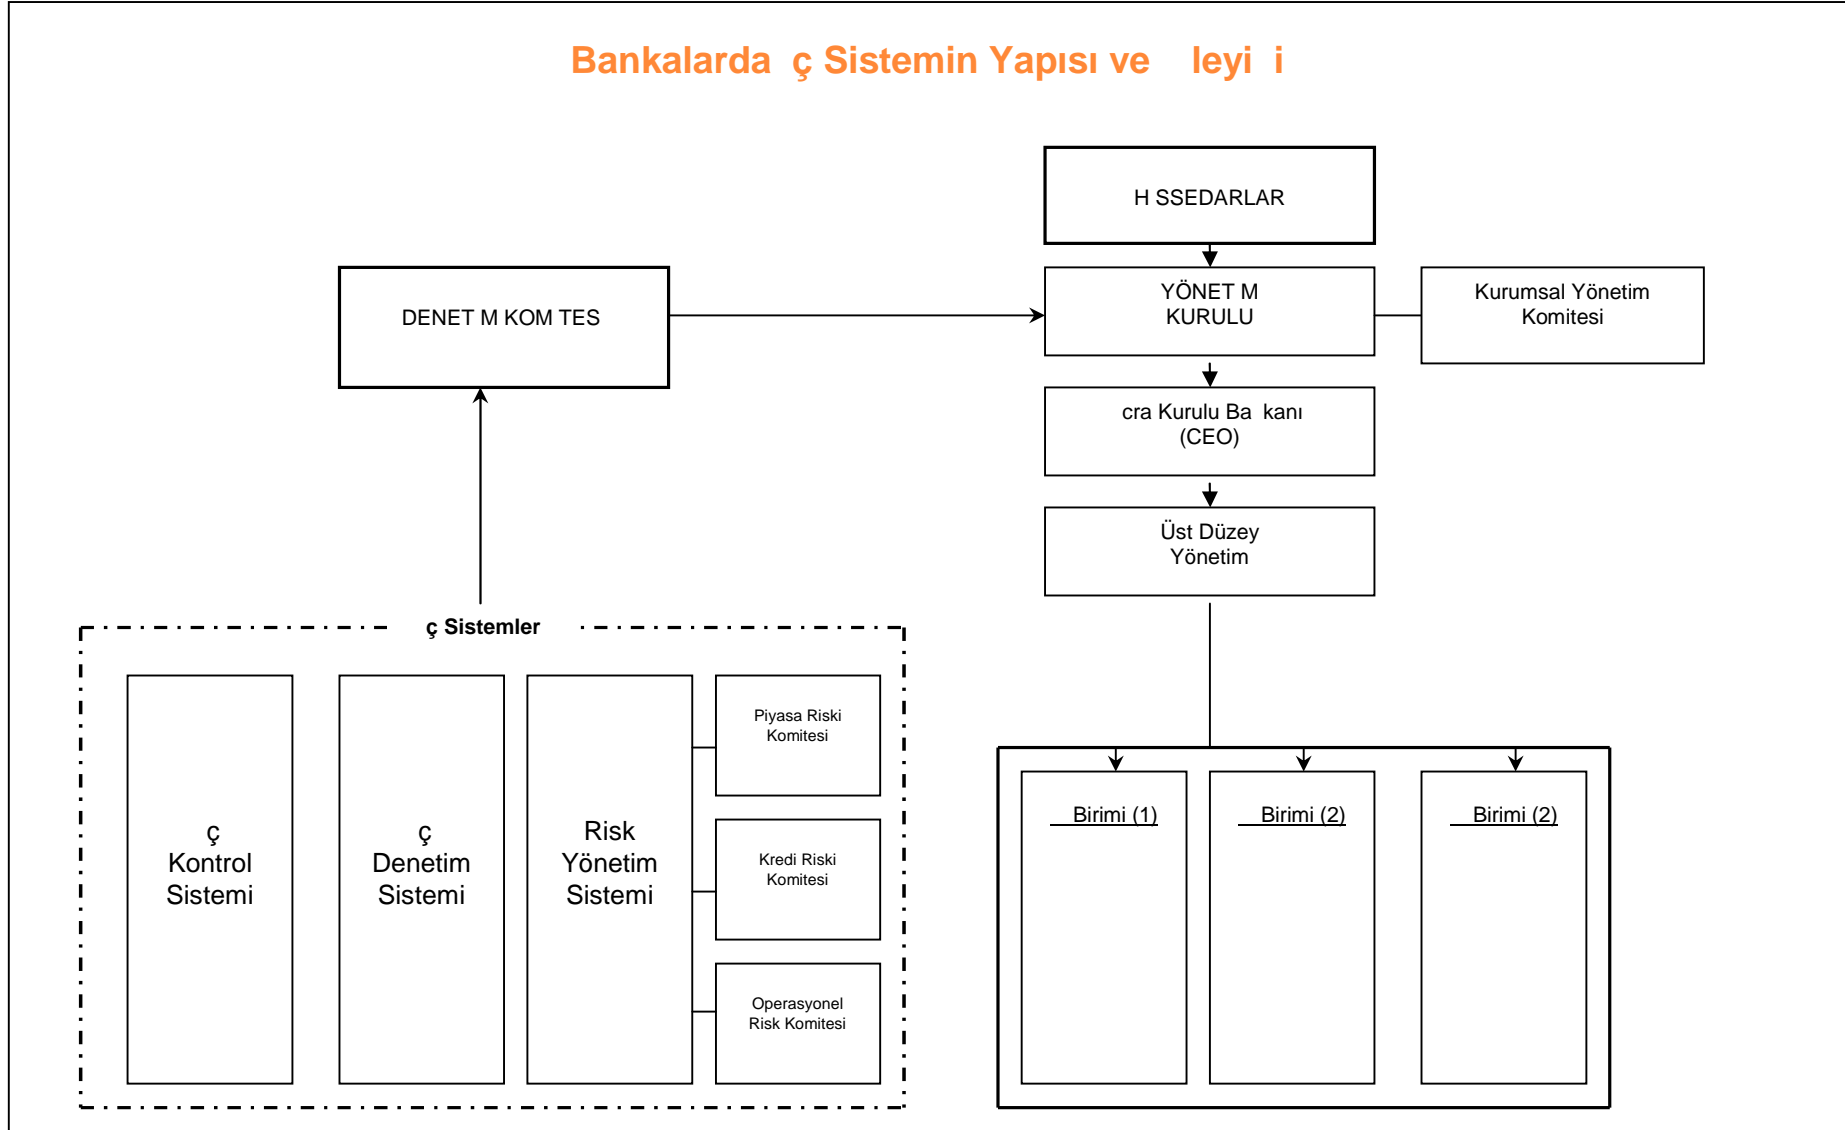 Bankalarda ç Sistemin Yapısı ve leyi i
H SSEDARLAR
DENET M KOM TES
YÖNET M
KURULU
Kurumsal Yönetim
Komitesi
cra Kurulu Ba kanı
(CEO)
Üst Düzey
Yönetim
ç Sistemler
ç
Kontrol
Sistemi
ç
Denetim
Sistemi
Risk
Yönetim
Sistemi
Piyasa Riski
Komitesi
Kredi Riski
Komitesi
Operasyonel
Risk Komitesi
Birimi (1)
Birimi (2)
Birimi (2)